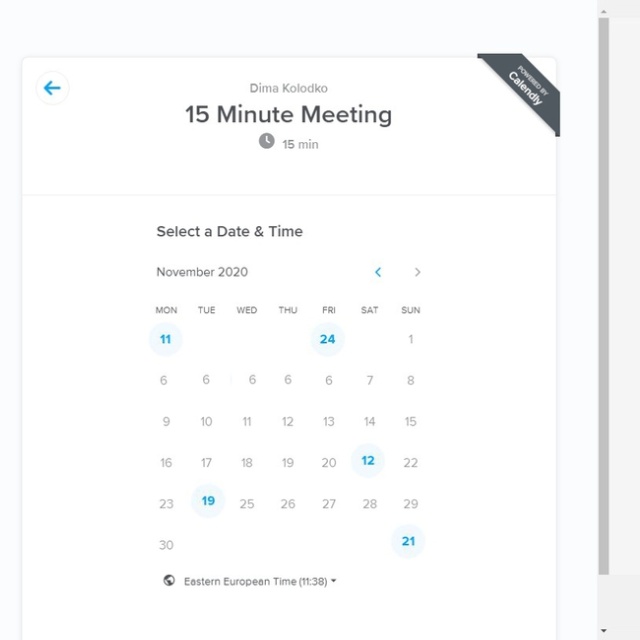 POWERED BY
Calendly
Dima Kolodko
15 Minute Meeting
15 min
Select a Date & Time
November 2020
MON TUE WED THU FRI SAT SUN
11 24 1
6 6 6 6 6 7 8
9 10 11 12 13 14 15
16 17 18 19 20 12 22
23 19 25 26 27 28 29
30 21
Eastern European Time (11:38)